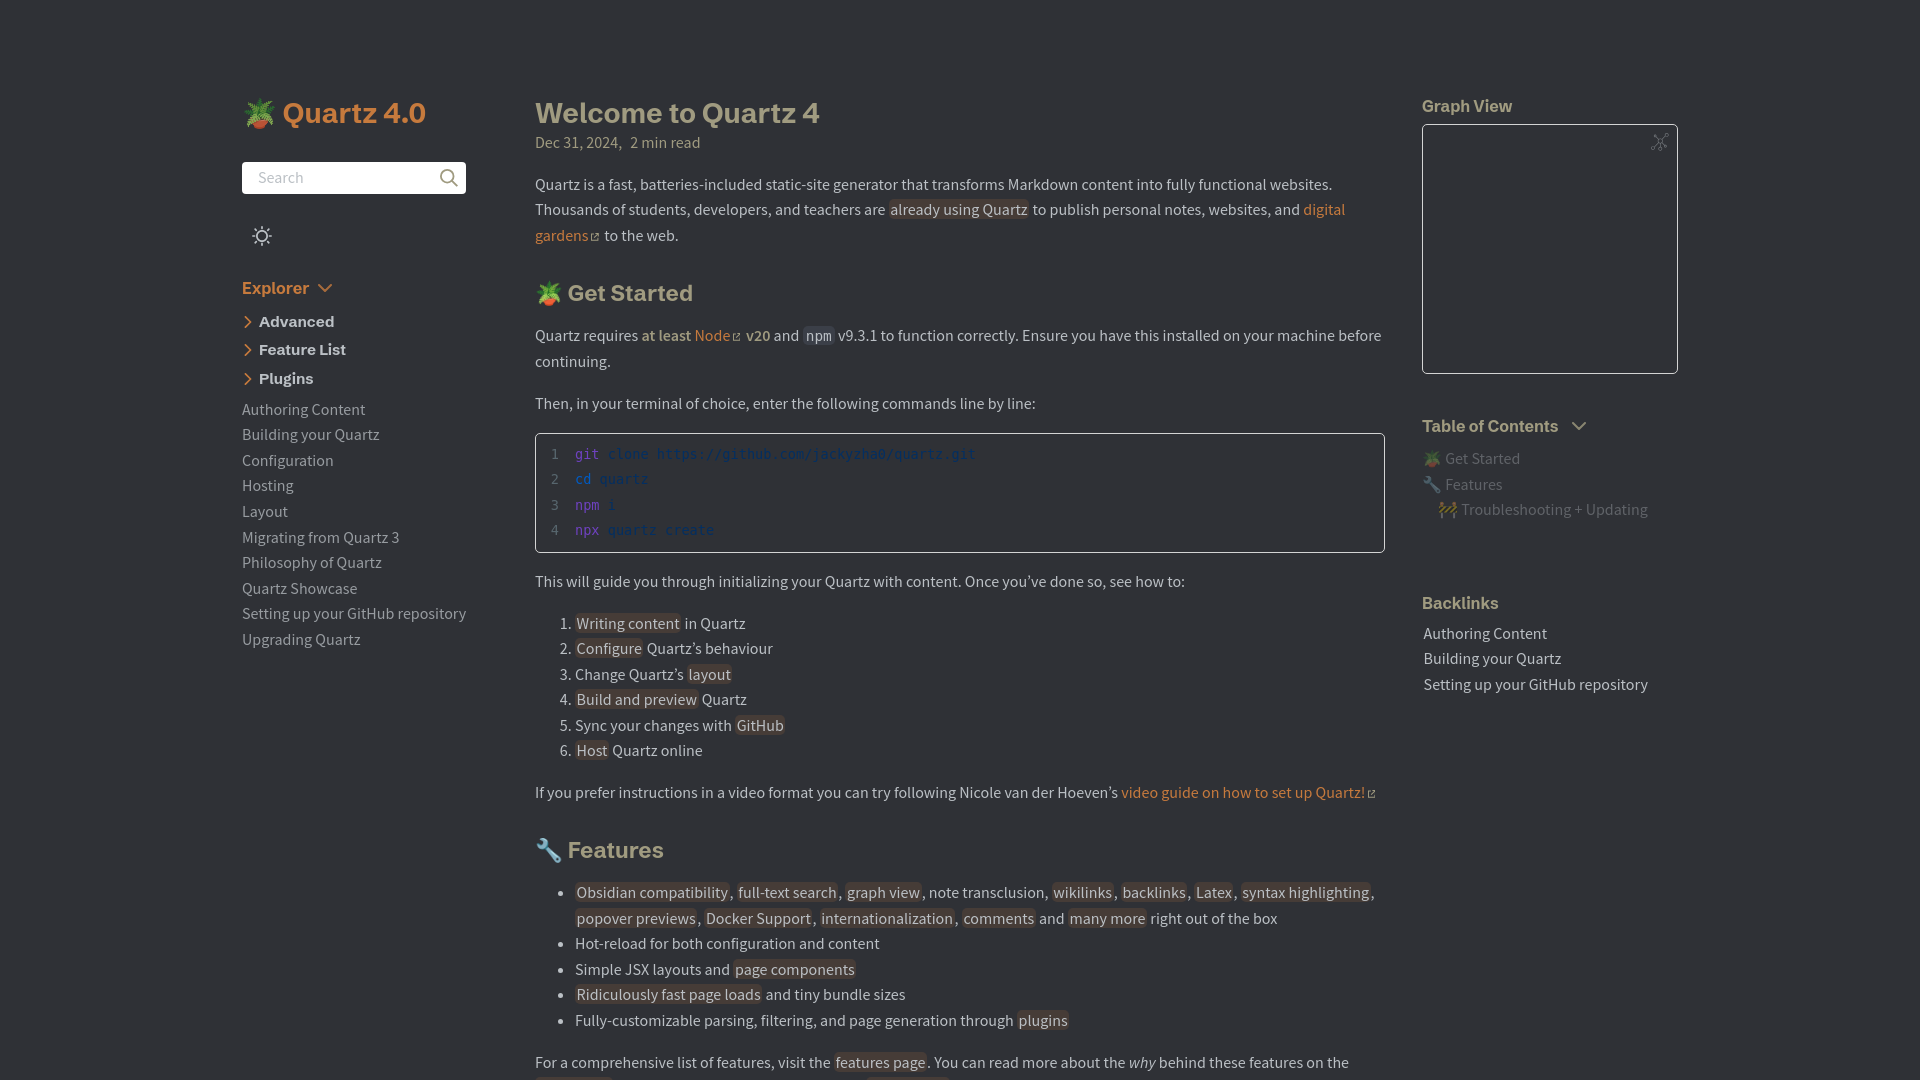 Quartz 4.0
Search
Explorer
Advanced
Feature List
Plugins
Authoring Content
Building your Quartz
Configuration
Hosting
Layout
Migrating from Quartz 3
Philosophy of Quartz
Quartz Showcase
Setting up your GitHub repository
Upgrading Quartz
Welcome to Quartz 4
Dec 31, 2024, 2 min read
Quartz is a fast, batteries-included static-site generator that transforms Markdown content into fully functional websites.
Thousands of students, developers, and teachers are already using Quartz to publish personal notes, websites, and digital
gardens to the web.
🪴 Get Started
Quartz requires at least Node v20 and npm v9.3.1 to function correctly. Ensure you have this installed on your machine before
continuing.
Then, in your terminal of choice, enter the following commands line by line:
1 git clone https://github.com/jackyzha0/quartz.git
2 cd quartz
3 npm i
4 npx quartz create
This will guide you through initializing your Quartz with content. Once you’ve done so, see how to:
1. Writing content in Quartz
2. Configure Quartz’s behaviour
3. Change Quartz’s layout
4. Build and preview Quartz
5. Sync your changes with GitHub
6. Host Quartz online
If you prefer instructions in a video format you can try following Nicole van der Hoeven’s video guide on how to set up Quartz!
🔧 Features
• Obsidian compatibility, full-text search, graph view, note transclusion, wikilinks, backlinks, Latex, syntax highlighting,
popover previews, Docker Support, internationalization, comments and many more right out of the box
• Hot-reload for both configuration and content
• Simple JSX layouts and page components
• Ridiculously fast page loads and tiny bundle sizes
• Fully-customizable parsing, filtering, and page generation through plugins
For a comprehensive list of features, visit the features page. You can read more about the why behind these features on the
Graph View
Table of Contents
🪴 Get Started
🔧 Features
🚧 Troubleshooting + Updating
Backlinks
Authoring Content
Building your Quartz
Setting up your GitHub repository